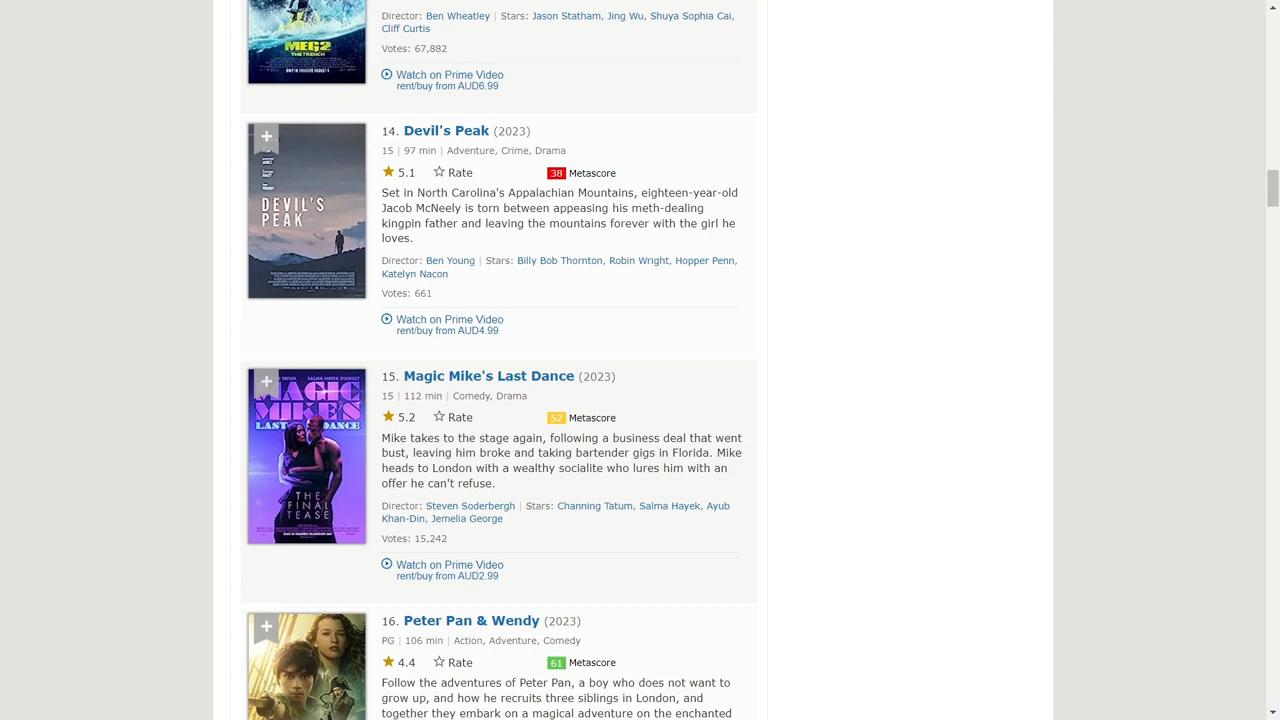 Director: Ben Wheatley | Stars: Jason Statham, Jing Wu, Shuya Sophia Cai,
Cliff Curtis
Votes: 67,882
Watch on Prime Video
rent/buy from AUD6.99
MEG2
THE TRENCH
14. Devil's Peak (2023)
15 | 97 min | Adventure, Crime, Drama
5.1 Rate 38 Metascore
Set in North Carolina's Appalachian Mountains, eighteen-year-old
Jacob McNeely is torn between appeasing his meth-dealing
kingpin father and leaving the mountains forever with the girl he
loves.
Director: Ben Young | Stars: Billy Bob Thornton, Robin Wright, Hopper Penn,
Katelyn Nacon
Votes: 661
Watch on Prime Video
rent/buy from AUD4.99
DEVIL'S
PEAK
15. Magic Mike's Last Dance (2023)
15 | 112 min | Comedy, Drama
5.2 Rate 52 Metascore
Mike takes to the stage again, following a business deal that went
bust, leaving him broke and taking bartender gigs in Florida. Mike
heads to London with a wealthy socialite who lures him with an
offer he can't refuse.
Director: Steven Soderbergh | Stars: Channing Tatum, Salma Hayek, Ayub
Khan-Din, Jemelia George
Votes: 15,242
Watch on Prime Video
rent/buy from AUD2.99
MAGIC
MIKE'S
LAST DANCE
THE
FINAL
TEASE
16. Peter Pan & Wendy (2023)
PG | 106 min | Action, Adventure, Comedy
4.4 Rate 61 Metascore
Follow the adventures of Peter Pan, a boy who does not want to
grow up, and how he recruits three siblings in London, and
together they embark on a magical adventure on the enchanted